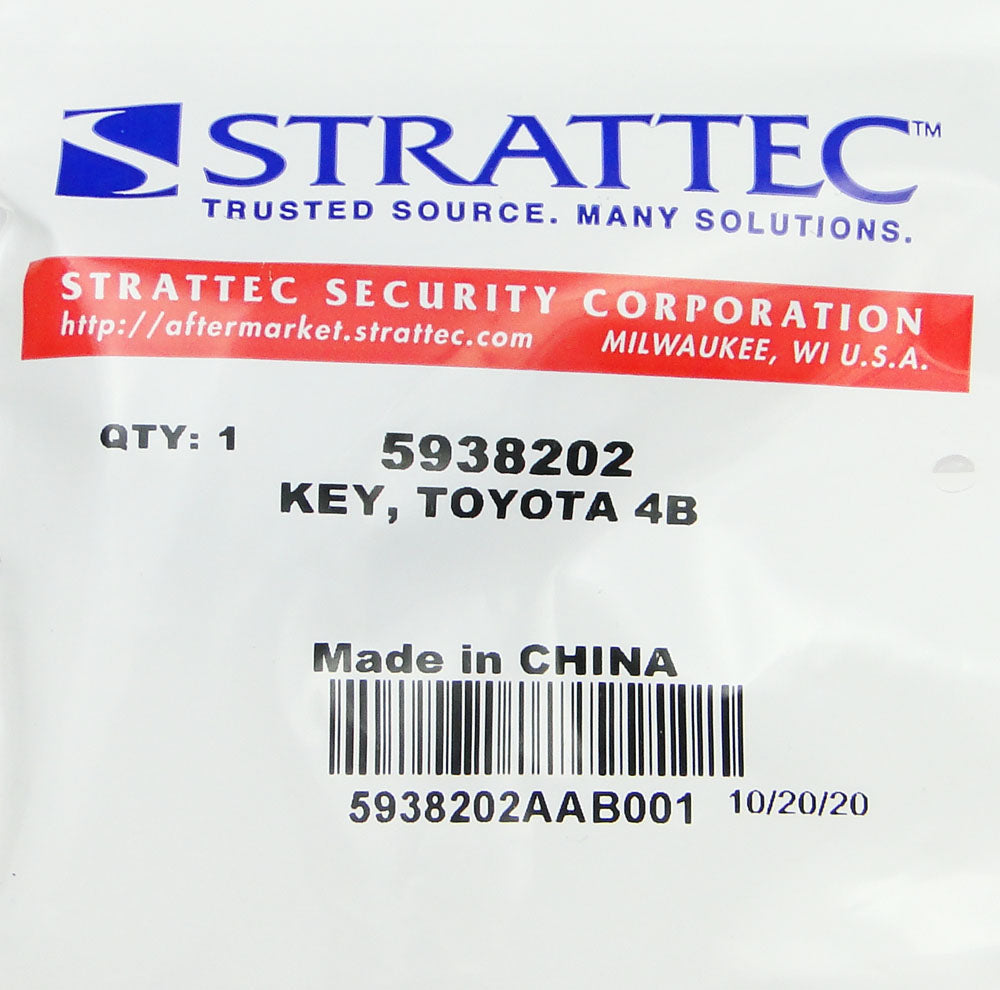 STRATTEC™
TRUSTED SOURCE. MANY SOLUTIONS.
STRATTEC SECURITY CORPORATION
http://aftermarket.strattec.com MILWAUKEE, WI U.S.A.
QTY: 1 5938202
KEY, TOYOTA 4B
Made in CHINA
5938202AAB001 10/20/20